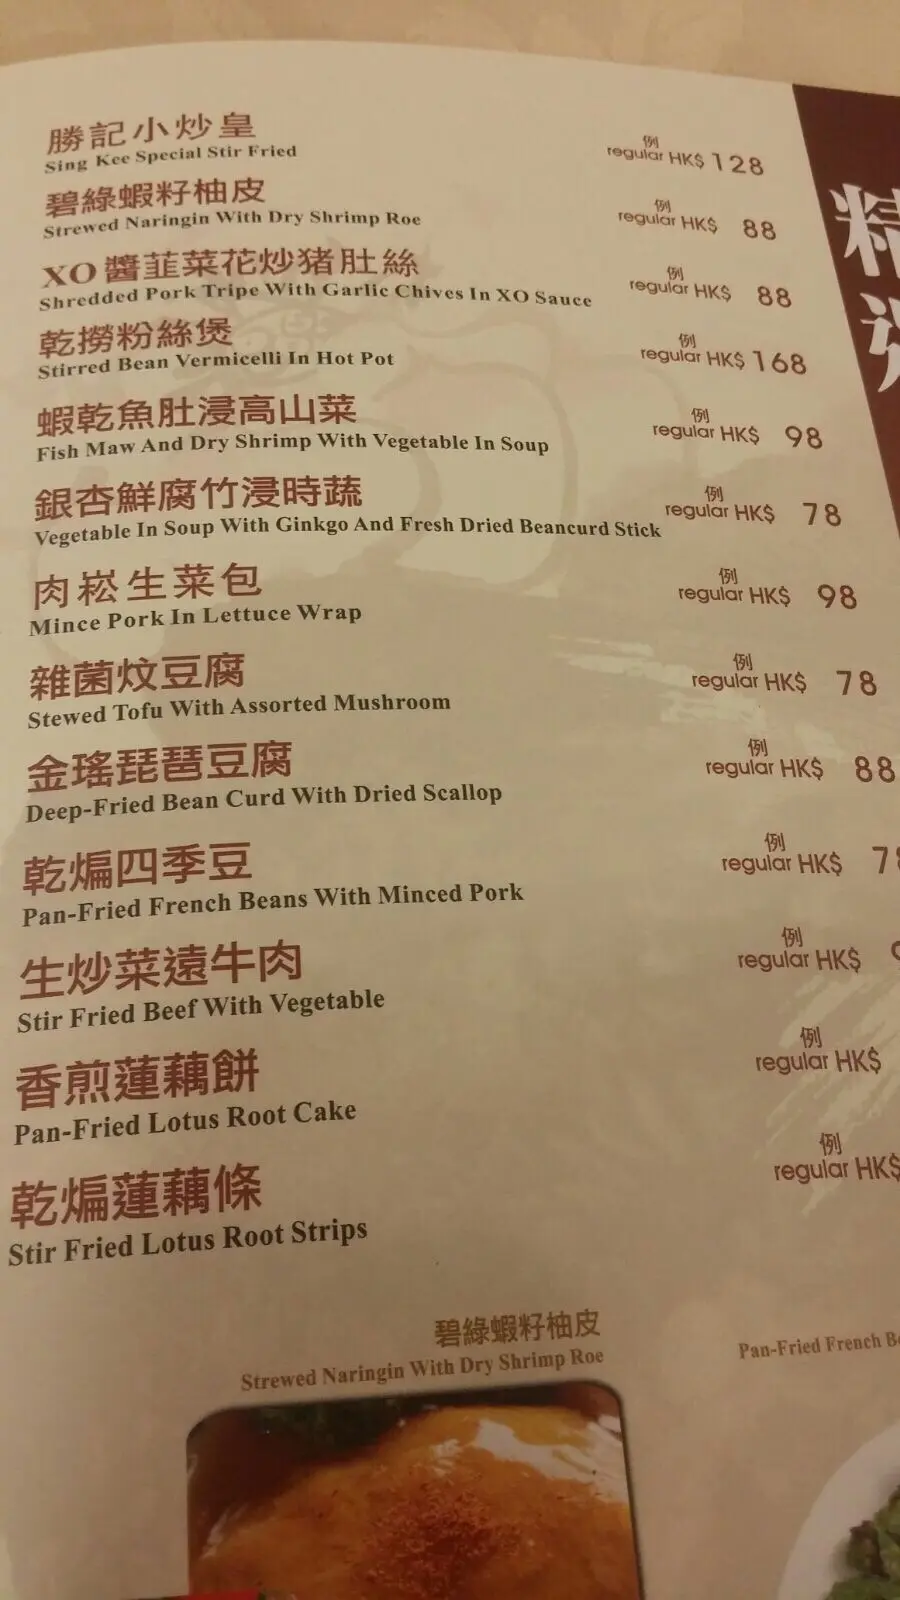 勝記小炒皇
例
Sing Kee Special Stir Fried
regular HK$ 128
碧綠蝦籽柚皮
例
Strewed Naringin With Dry Shrimp Roe
regular HK$ 88
XO醬韮菜花炒猪肚絲
例
Shredded Pork Tripe With Garlic Chives In XO Sauce
regular HK$ 88
乾撈粉絲煲
例
Stirred Bean Vermicelli In Hot Pot
regular HK$ 168
蝦乾魚肚浸高山菜
例
Fish Maw And Dry Shrimp With Vegetable In Soup
regular HK$ 98
銀杏鮮腐竹浸時蔬
例
Vegetable In Soup With Ginkgo And Fresh Dried Beancurd Stick
regular HK$ 78
肉崧生菜包
例
Mince Pork In Lettuce Wrap
regular HK$ 98
雜菌炆豆腐
例
Stewed Tofu With Assorted Mushroom
regular HK$ 78
金瑤琵琶豆腐
例
Deep-Fried Bean Curd With Dried Scallop
regular HK$ 88
乾煸四季豆
例
Pan-Fried French Beans With Minced Pork
regular HK$ 7
生炒菜遠牛肉
例
Stir Fried Beef With Vegetable
regular HK$
香煎蓮藕餅
例
Pan-Fried Lotus Root Cake
regular HK$
乾煸蓮藕條
例
Stir Fried Lotus Root Strips
regular HK$
精
碧綠蝦籽柚皮
Strewed Naringin With Dry Shrimp Roe
Pan-Fried French